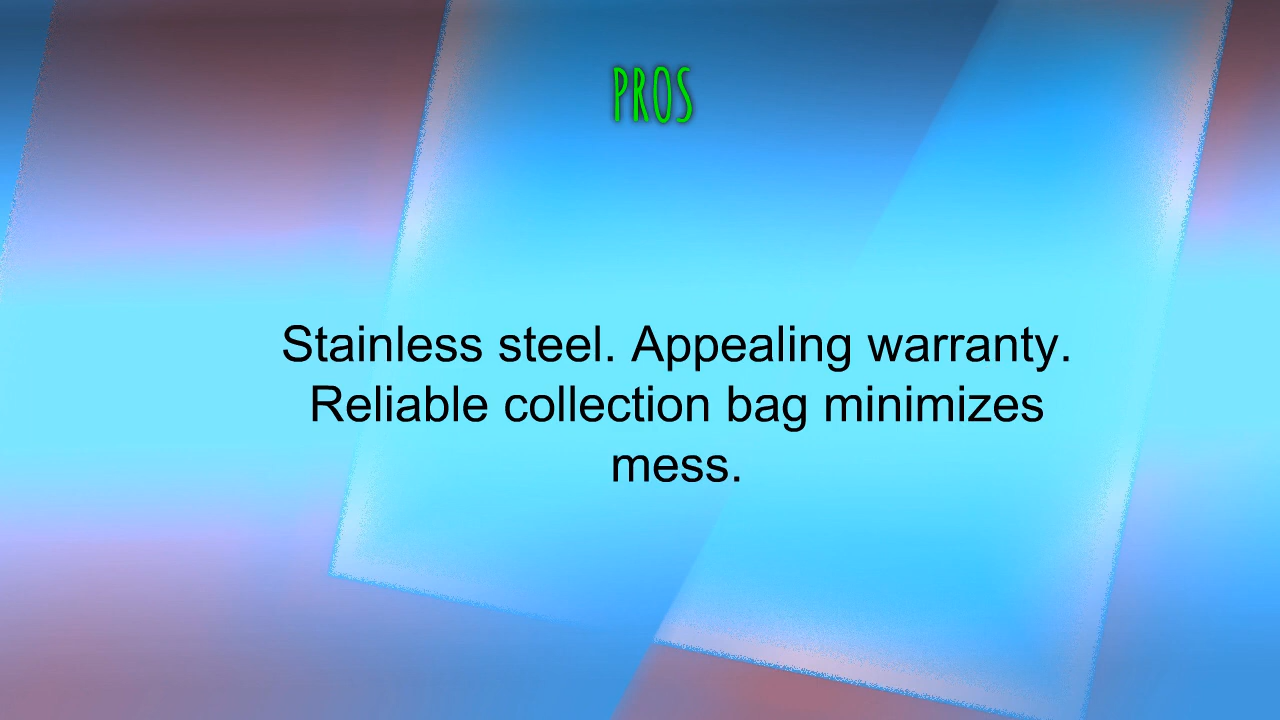 PROS
Stainless steel. Appealing warranty.
Reliable collection bag minimizes
mess.